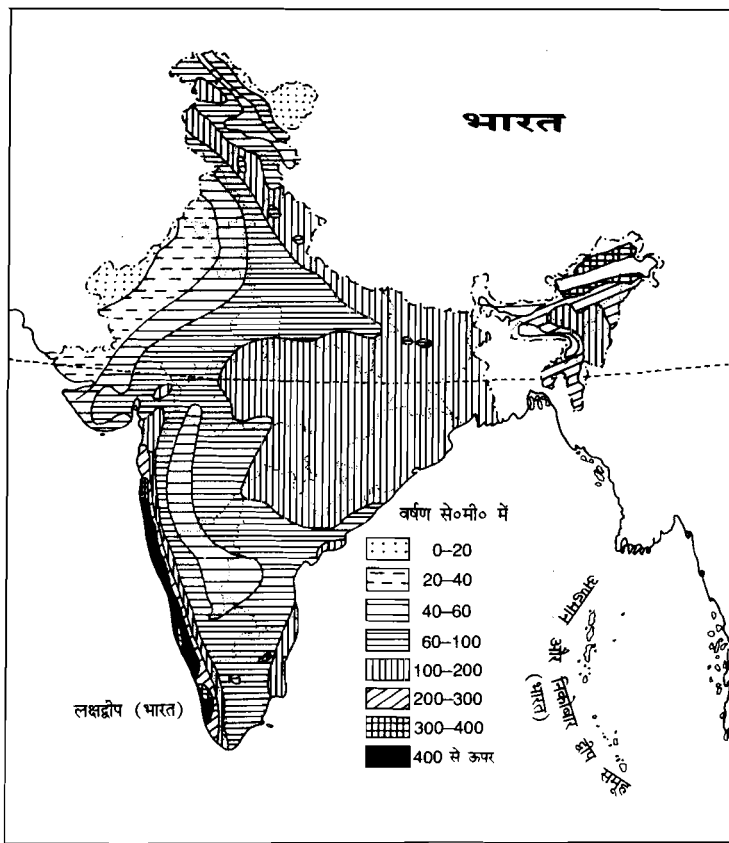 भारत
वर्षण से०मी० में
0–20
20–40
40–60
60–100
100–200
200–300
300–400
400 से ऊपर
लक्षद्वीप (भारत)
अण्डमान और निकोबार द्वीप समूह
(भारत)